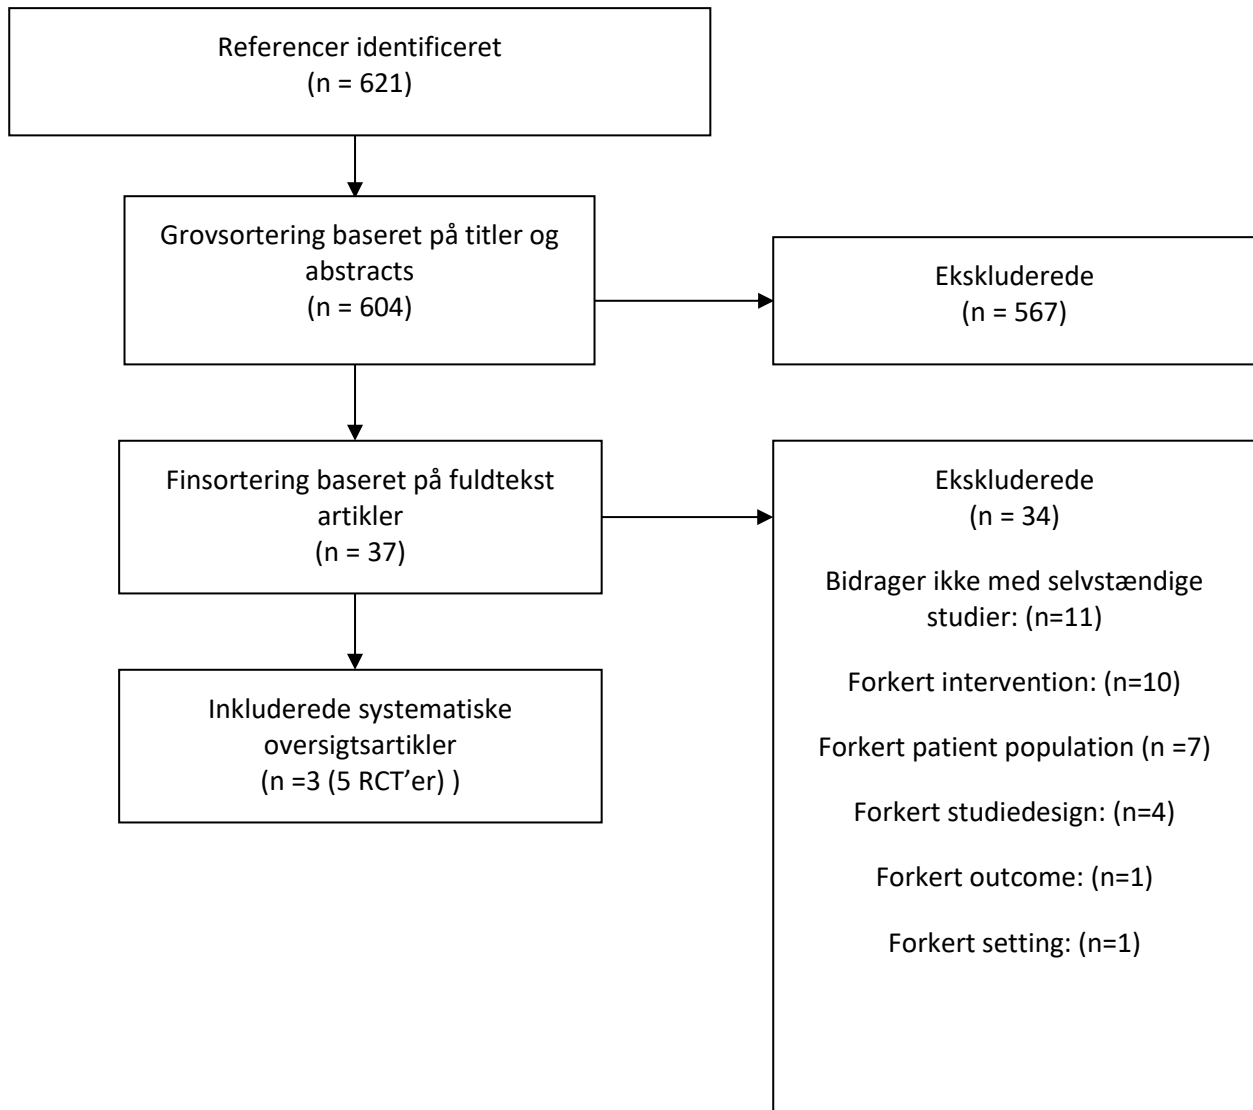 Referencer identificeret
(n = 621)
Grovsortering baseret på titler og
abstracts
(n = 604)
Ekskluderede
(n = 567)
Finsortering baseret på fuldtekst
artikler
(n = 37)
Ekskluderede
(n = 34)
Bidrager ikke med selvstændige
studier: (n=11)
Forkert intervention: (n=10)
Forkert patient population (n =7)
Forkert studiedesign: (n=4)
Forkert outcome: (n=1)
Forkert setting: (n=1)
Inkluderede systematiske
oversigtsartikler
(n =3 (5 RCT’er) )